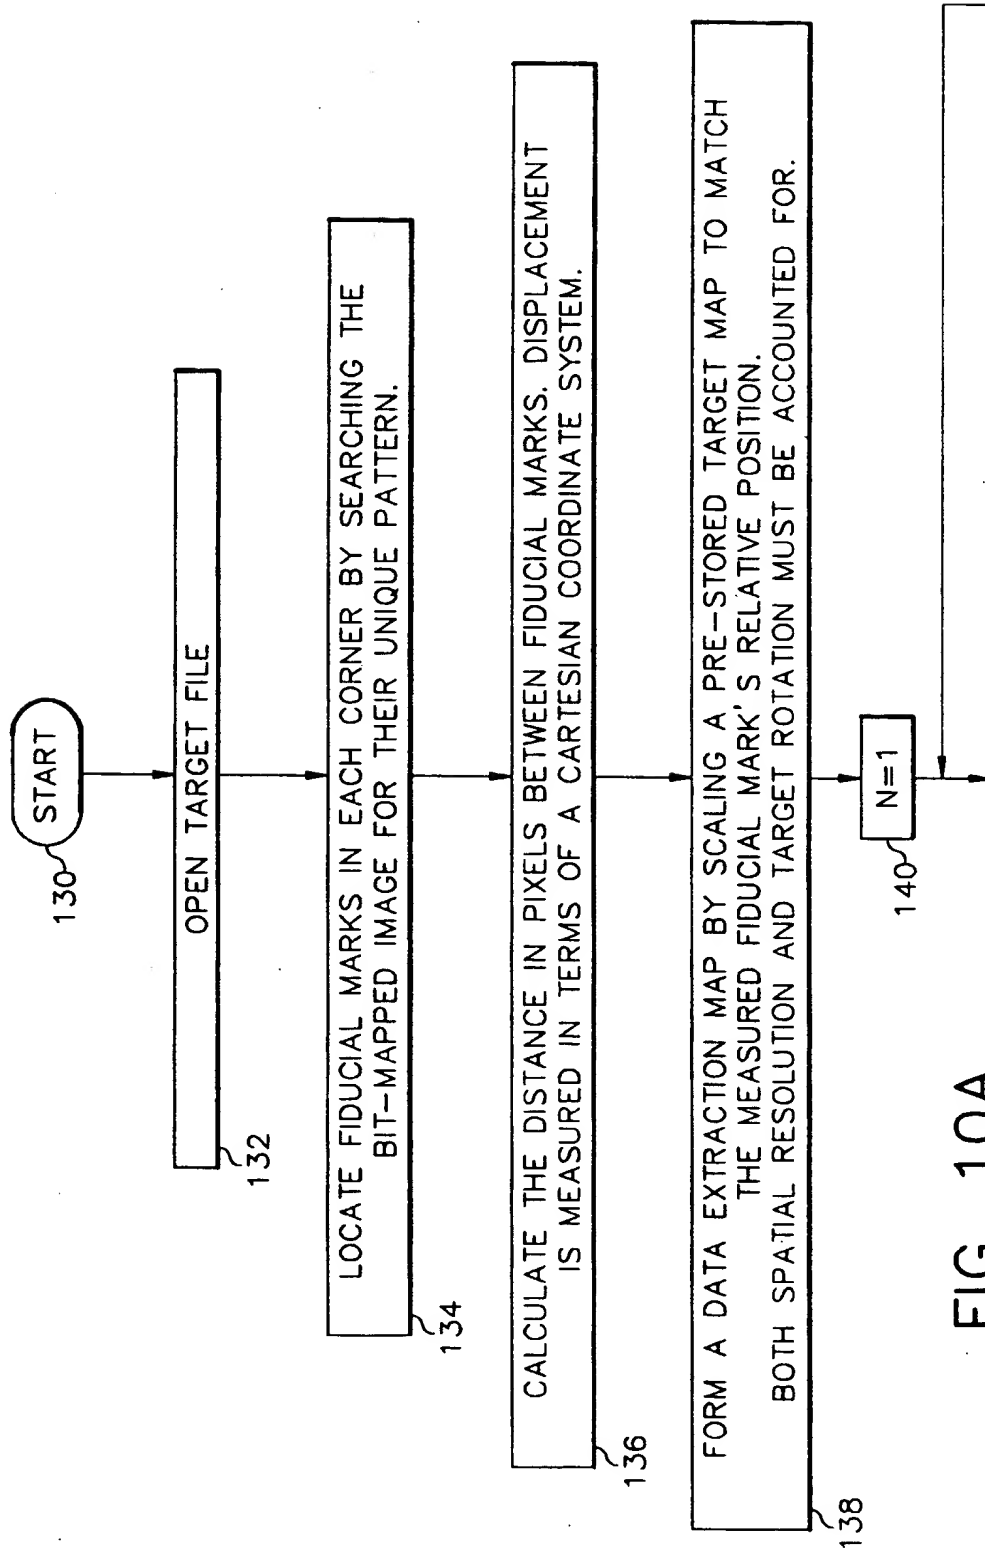 START
130
OPEN TARGET FILE
132
LOCATE FIDUCIAL MARKS IN EACH CORNER BY SEARCHING THE
BIT-MAPPED IMAGE FOR THEIR UNIQUE PATTERN.
134
CALCULATE THE DISTANCE IN PIXELS BETWEEN FIDUCIAL MARKS. DISPLACEMENT
IS MEASURED IN TERMS OF A CARTESIAN COORDINATE SYSTEM.
136
FORM A DATA EXTRACTION MAP BY SCALING A PRE-STORED TARGET MAP TO MATCH
THE MEASURED FIDUCIAL MARK'S RELATIVE POSITION.
BOTH SPATIAL RESOLUTION AND TARGET ROTATION MUST BE ACCOUNTED FOR.
138
N=1
140
FIG. 10A